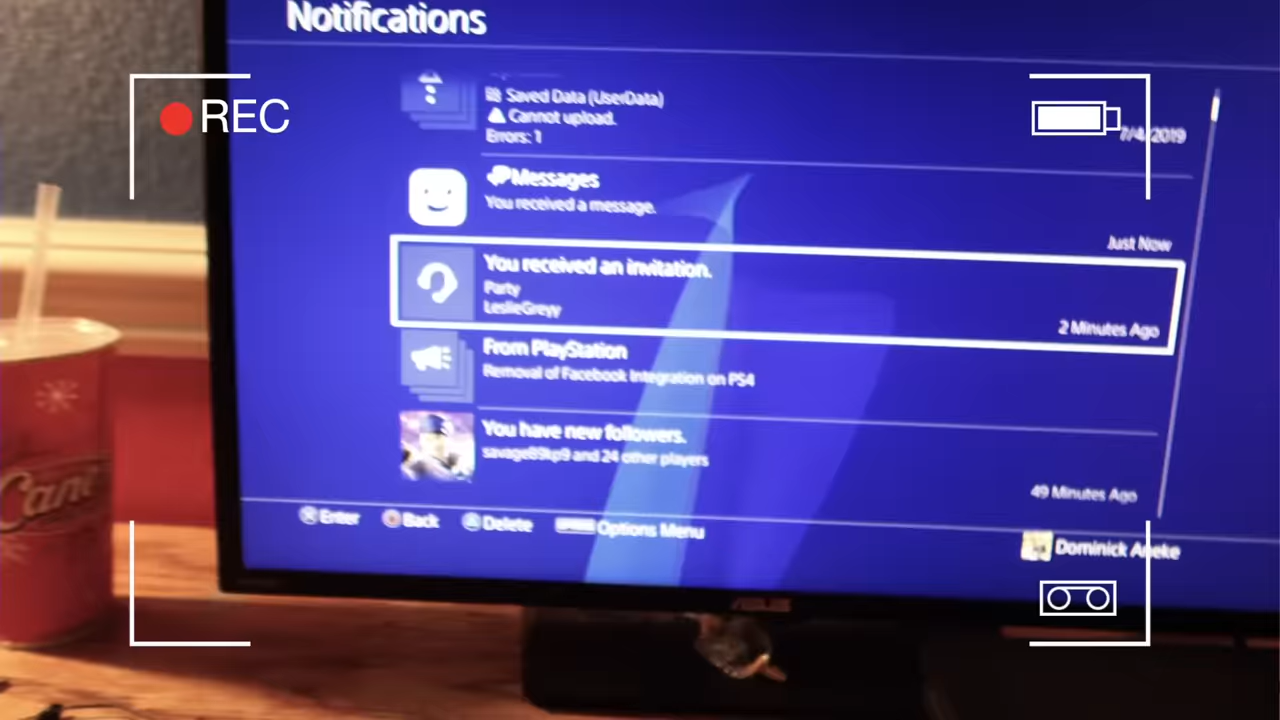 Notifications
Saved Data (UserData)
Cannot upload.
Errors: 1
REC
7/4/2019
Messages
You received a message.
Just Now
You received an invitation.
Party
LeslieGreyy
2 Minutes Ago
From PlayStation
Removal of Facebook Integration on PS4
You have new followers.
savage89kp9 and 24 other players
49 Minutes Ago
Enter
Back
Delete
Options Menu
Dominick Aneke
ASUS
Cane